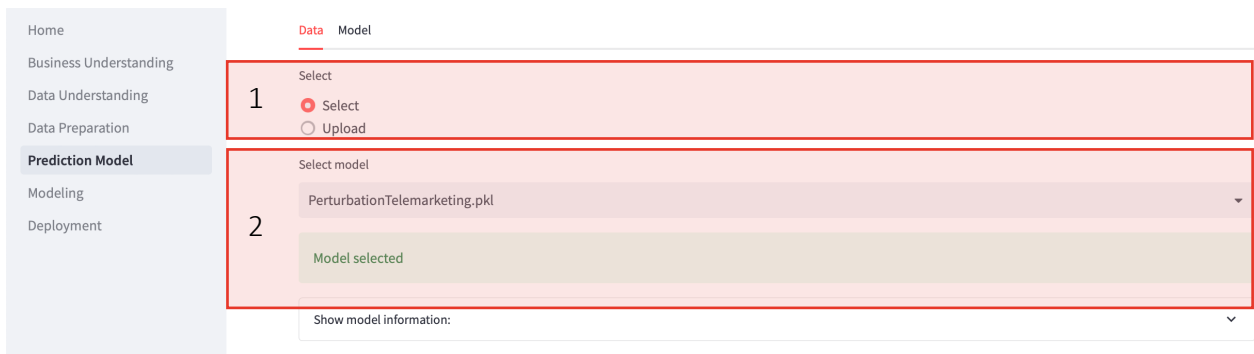 Home
Business Understanding
Data Understanding
Data Preparation
Prediction Model
Modeling
Deployment
Data Model
1
Select
Select
Upload
2
Select model
PerturbationTelemarketing.pkl
Model selected
Show model information: